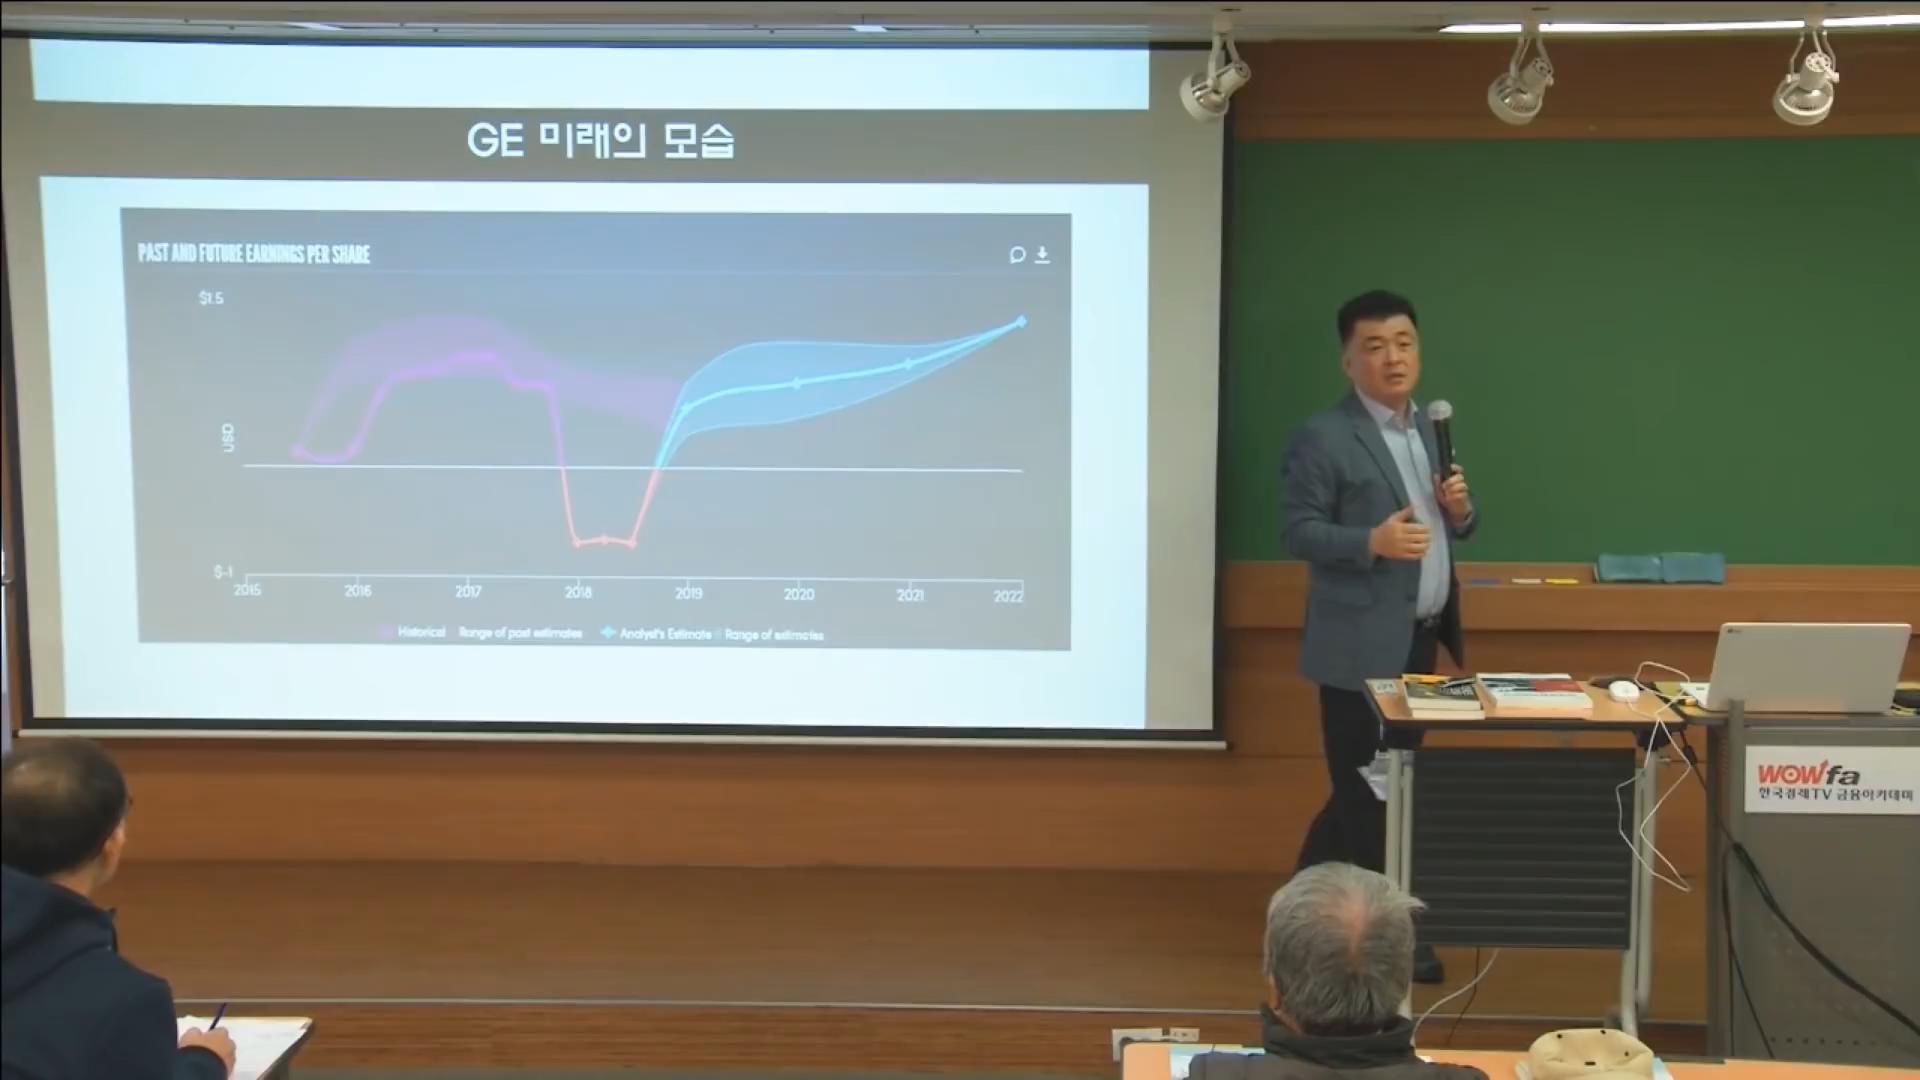 GE 미래의 모습
PAST AND FUTURE EARNINGS PER SHARE
$1.5
USD
$-1
2015 2016 2017 2018 2019 2020 2021 2022
Historical Range of past estimates Analyst's Estimate Range of estimates
WOWfa
한국경제TV 금융아카데미